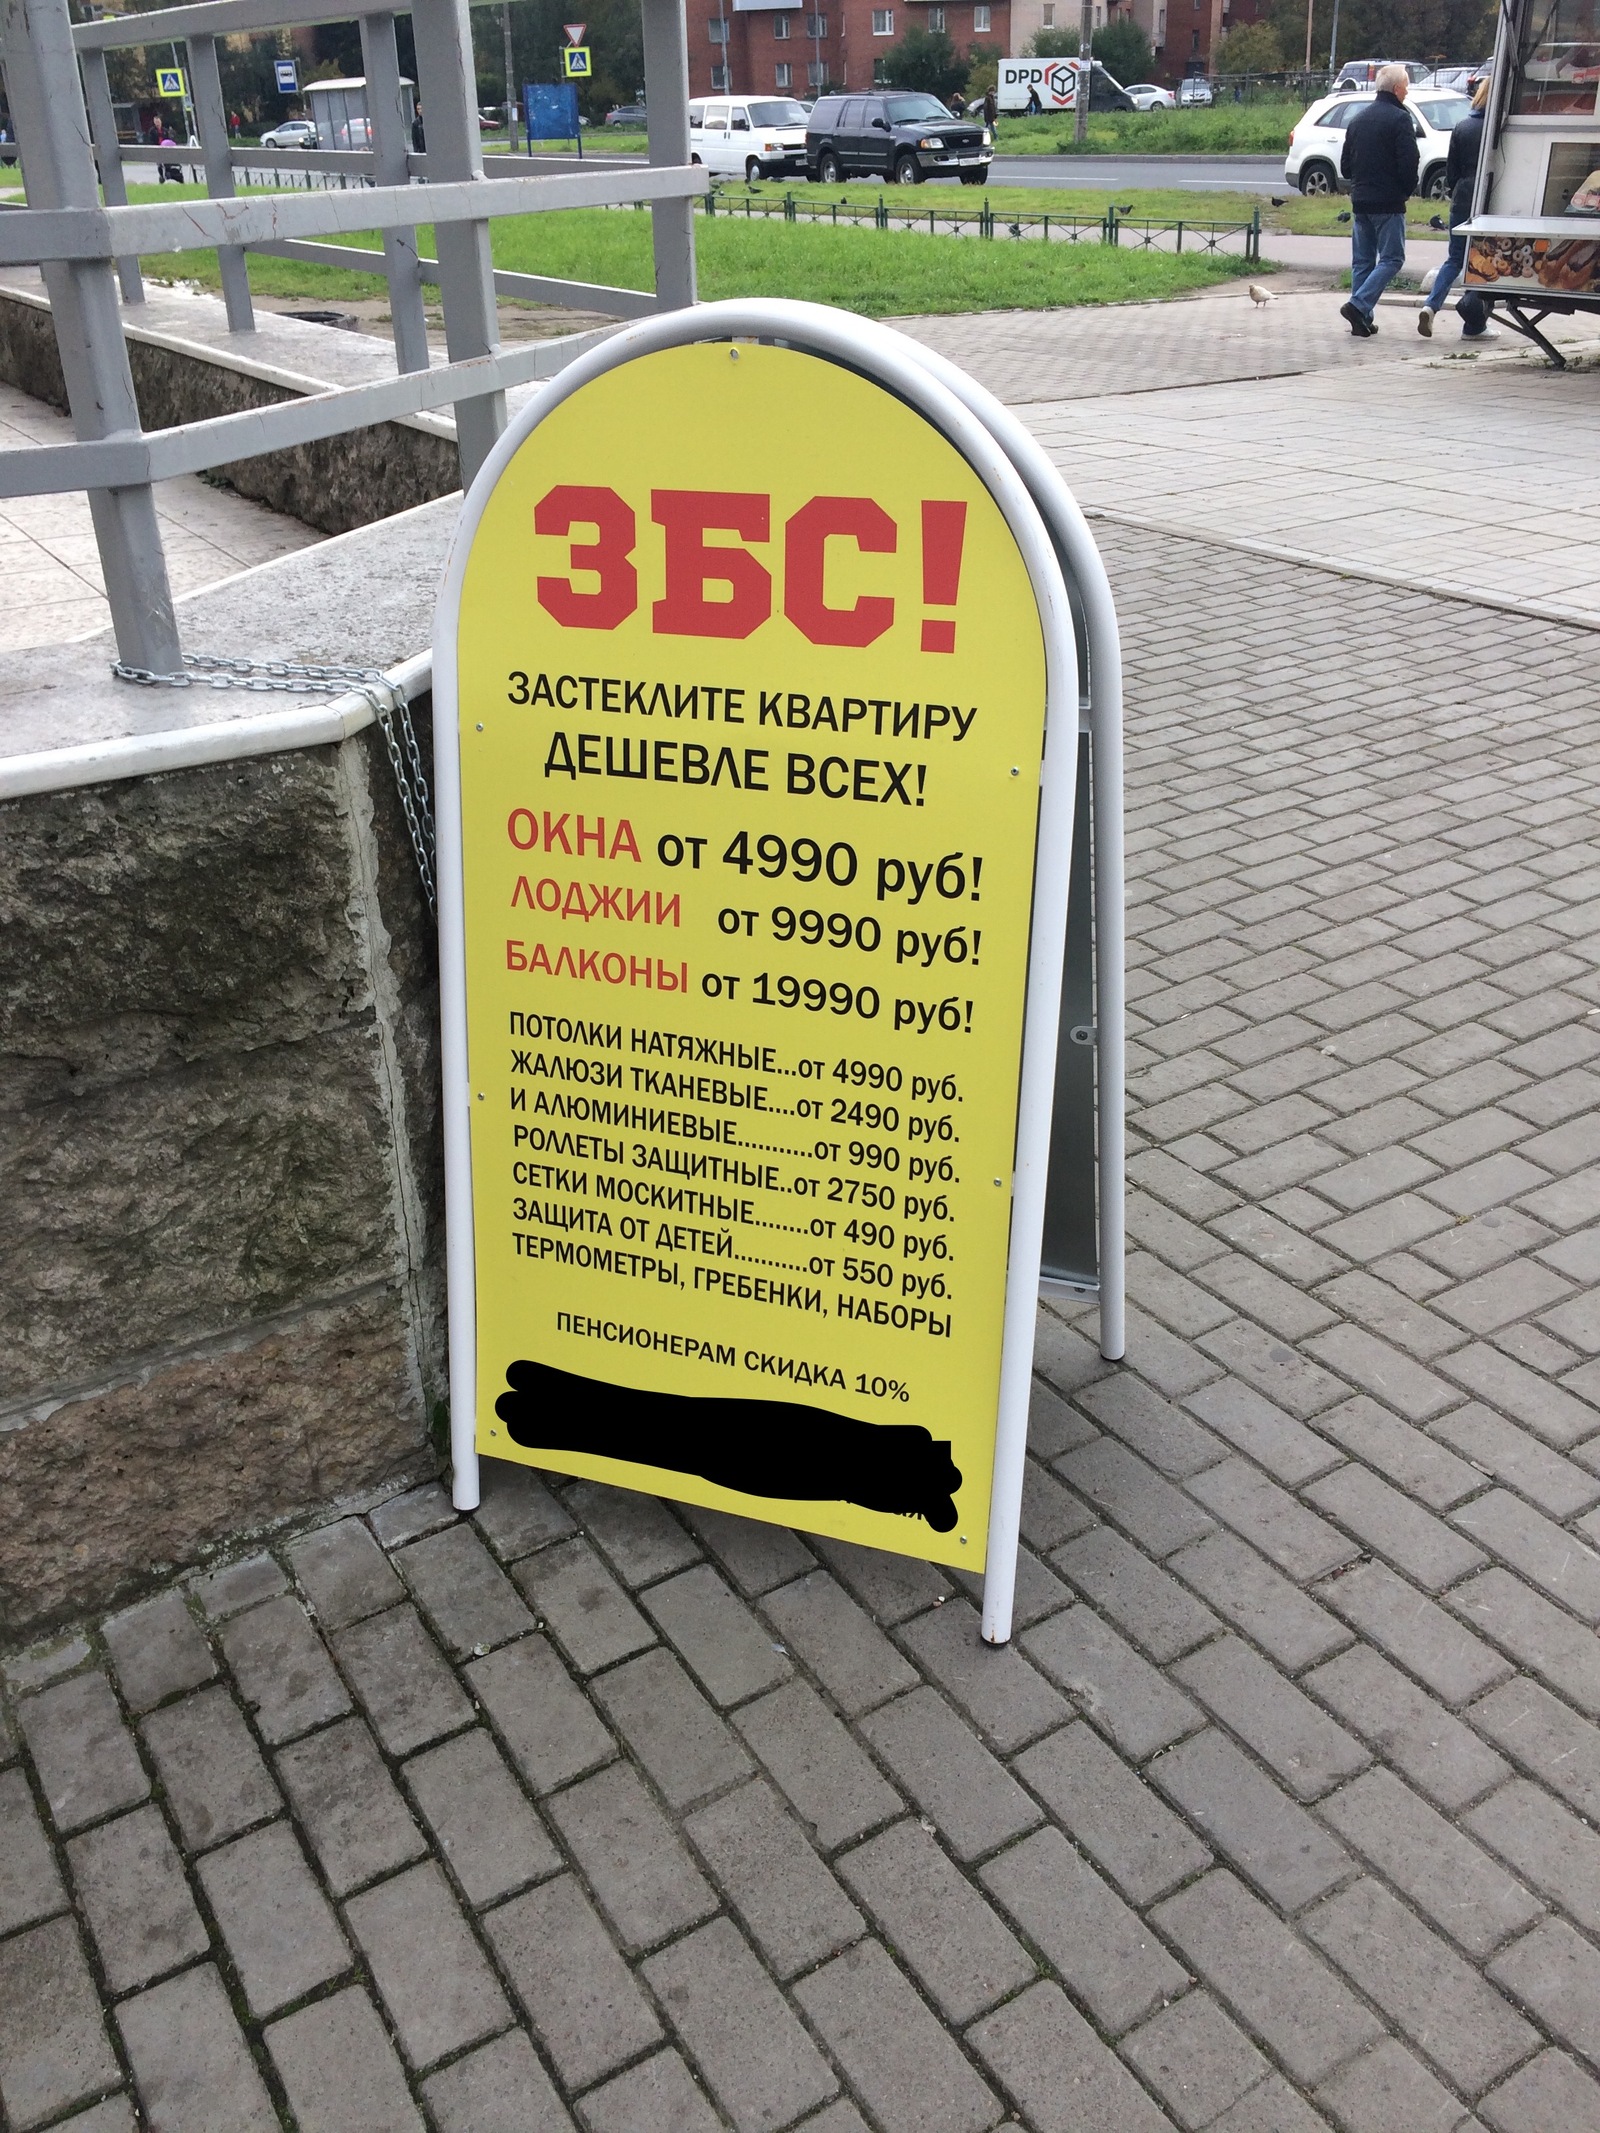 DPD
ЗБС!
ЗАСТЕКЛИТЕ КВАРТИРУ
ДЕШЕВЛЕ ВСЕХ!
ОКНА от 4990 руб!
ЛОДЖИИ от 9990 руб!
БАЛКОНЫ от 19990 руб!
ПОТОЛКИ НАТЯЖНЫЕ...от 4990 руб.
ЖАЛЮЗИ ТКАНЕВЫЕ....от 2490 руб.
И АЛЮМИНИЕВЫЕ...........от 990 руб.
РОЛЛЕТЫ ЗАЩИТНЫЕ..от 2750 руб.
СЕТКИ МОСКИТНЫЕ........от 490 руб.
ЗАЩИТА ОТ ДЕТЕЙ...........от 550 руб.
ТЕРМОМЕТРЫ, ГРЕБЕНКИ, НАБОРЫ
ПЕНСИОНЕРАМ СКИДКА 10%